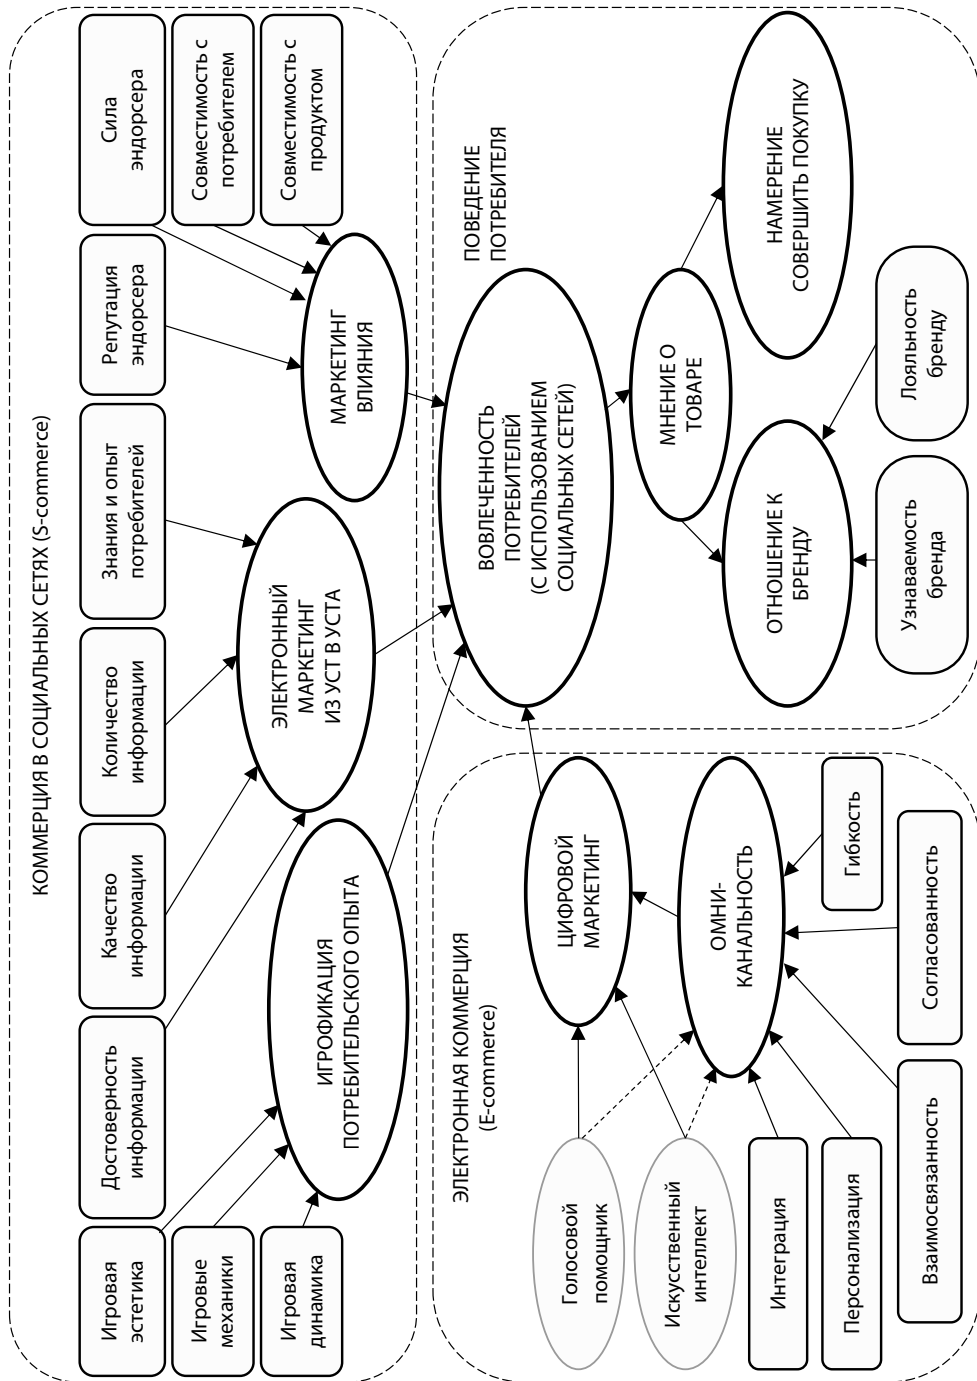 КОММЕРЦИЯ В СОЦИАЛЬНЫХ СЕТЯХ (S-commerce)
Игровая
эстетика
Игровые
механики
Игровая
динамика
Достоверность
информации
Качество
информации
Количество
информации
Знания и опыт
потребителей
Репутация
эндорсера
Сила
эндорсера
Совместимость с
потребителем
Совместимость с
продуктом
ИГРОФИКАЦИЯ
ПОТРЕБИТЕЛЬСКОГО ОПЫТА
ЭЛЕКТРОННЫЙ
МАРКЕТИНГ
ИЗ УСТ В УСТА
МАРКЕТИНГ
ВЛИЯНИЯ
ЭЛЕКТРОННАЯ КОММЕРЦИЯ
(E-commerce)
Голосовой
помощник
Искусственный
интеллект
Интеграция
Персонализация
Взаимосвязанность
Согласованность
Гибкость
ЦИФРОВОЙ
МАРКЕТИНГ
ОМНИ-
КАНАЛЬНОСТЬ
ПОВЕДЕНИЕ
ПОТРЕБИТЕЛЯ
ВОВЛЕЧЕННОСТЬ
ПОТРЕБИТЕЛЕЙ
(С ИСПОЛЬЗОВАНИЕМ
СОЦИАЛЬНЫХ СЕТЕЙ)
МНЕНИЕ О
ТОВАРЕ
ОТНОШЕНИЕ К
БРЕНДУ
НАМЕРЕНИЕ
СОВЕРШИТЬ ПОКУПКУ
Узнаваемость
бренда
Лояльность
бренду